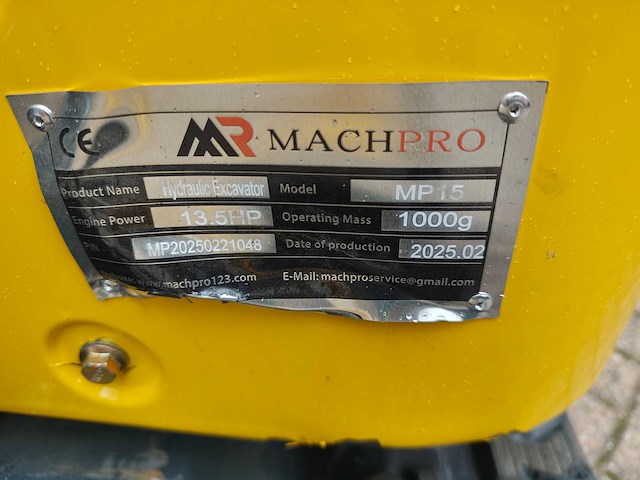 CE MR MACHPRO
Product Name Hydraulic Excavator Model MP15
Engine Power 13.5HP Operating Mass 1000g
PIN MP20250221048 Date of production 2025.02
www.machpro123.com E-Mail: machproservice@gmail.com